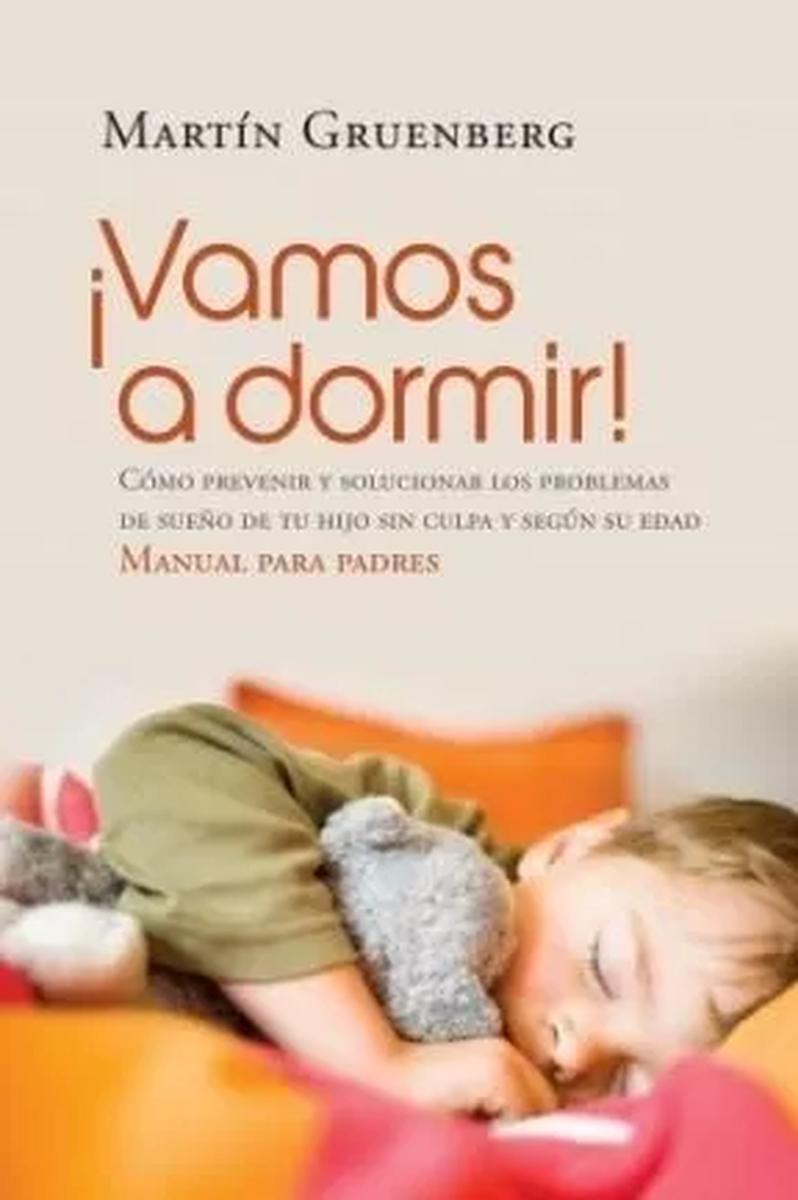 Martín Gruenberg
¡Vamos
a dormir!
Cómo prevenir y solucionar los problemas
de sueño de tu hijo sin culpa y según su edad
Manual para padres